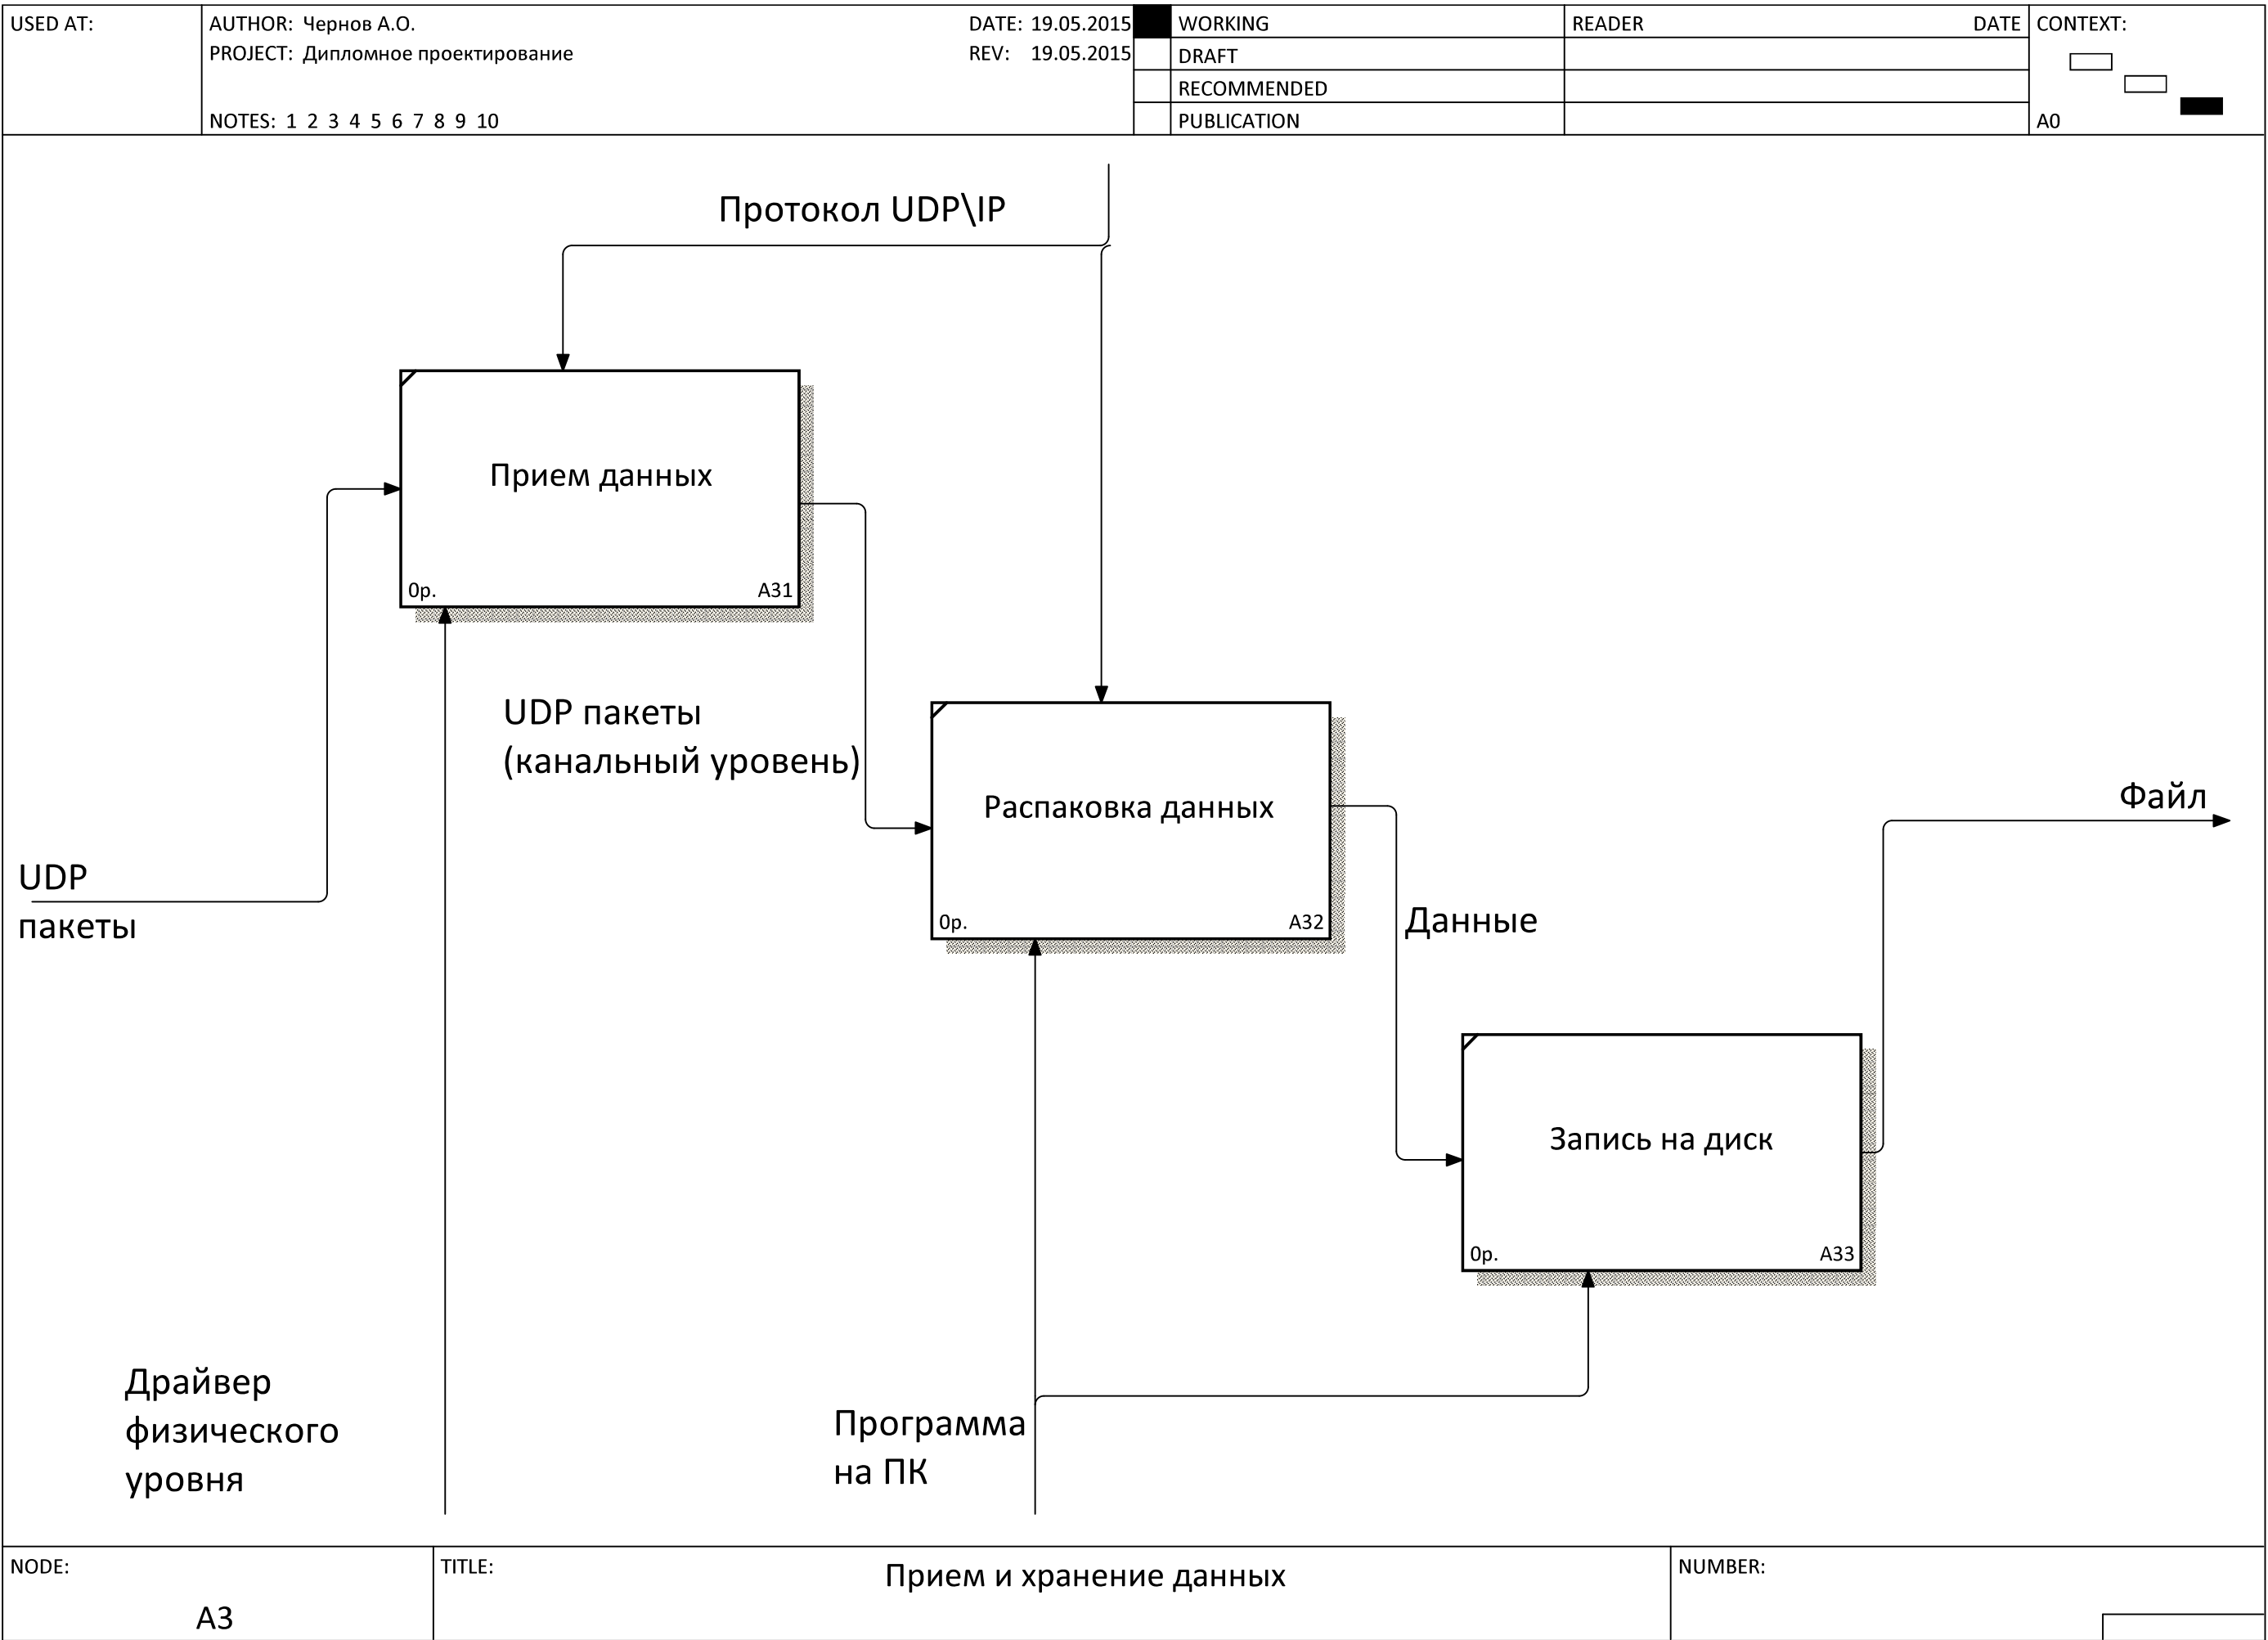 USED AT:
AUTHOR: Чернов А.О.
DATE: 19.05.2015
PROJECT: Дипломное проектирование
REV: 19.05.2015
NOTES: 1 2 3 4 5 6 7 8 9 10
WORKING
DRAFT
RECOMMENDED
PUBLICATION
READER DATE
CONTEXT:
A0
Протокол UDP\IP
Прием данных
0р. A31
UDP пакеты
(канальный уровень)
Распаковка данных
0р. A32
Файл
UDP
пакеты
Данные
Запись на диск
0р. A33
Драйвер
физического
уровня
Программа
на ПК
NODE:
A3
TITLE:
Прием и хранение данных
NUMBER: